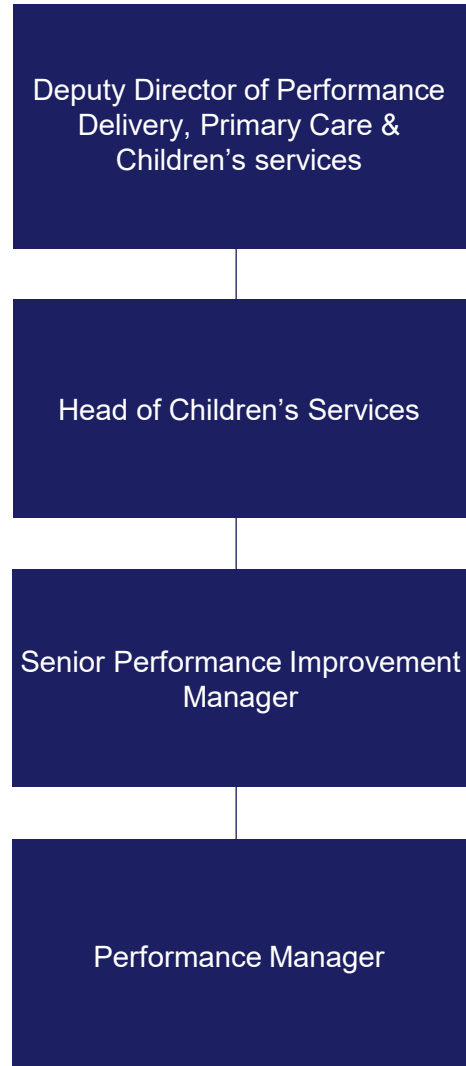 Deputy Director of Performance
Delivery, Primary Care &
Children’s services
Head of Children’s Services
Senior Performance Improvement
Manager
Performance Manager